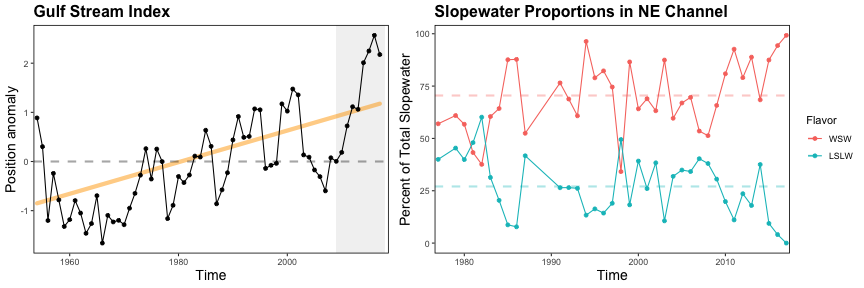 Gulf Stream Index
Position anomaly
2
1
0
-1
1960
1980
2000
Time
Slopewater Proportions in NE Channel
Percent of Total Slopewater
100
75
50
25
0
1980
1990
2000
2010
Time
Flavor
WSW
LSLW